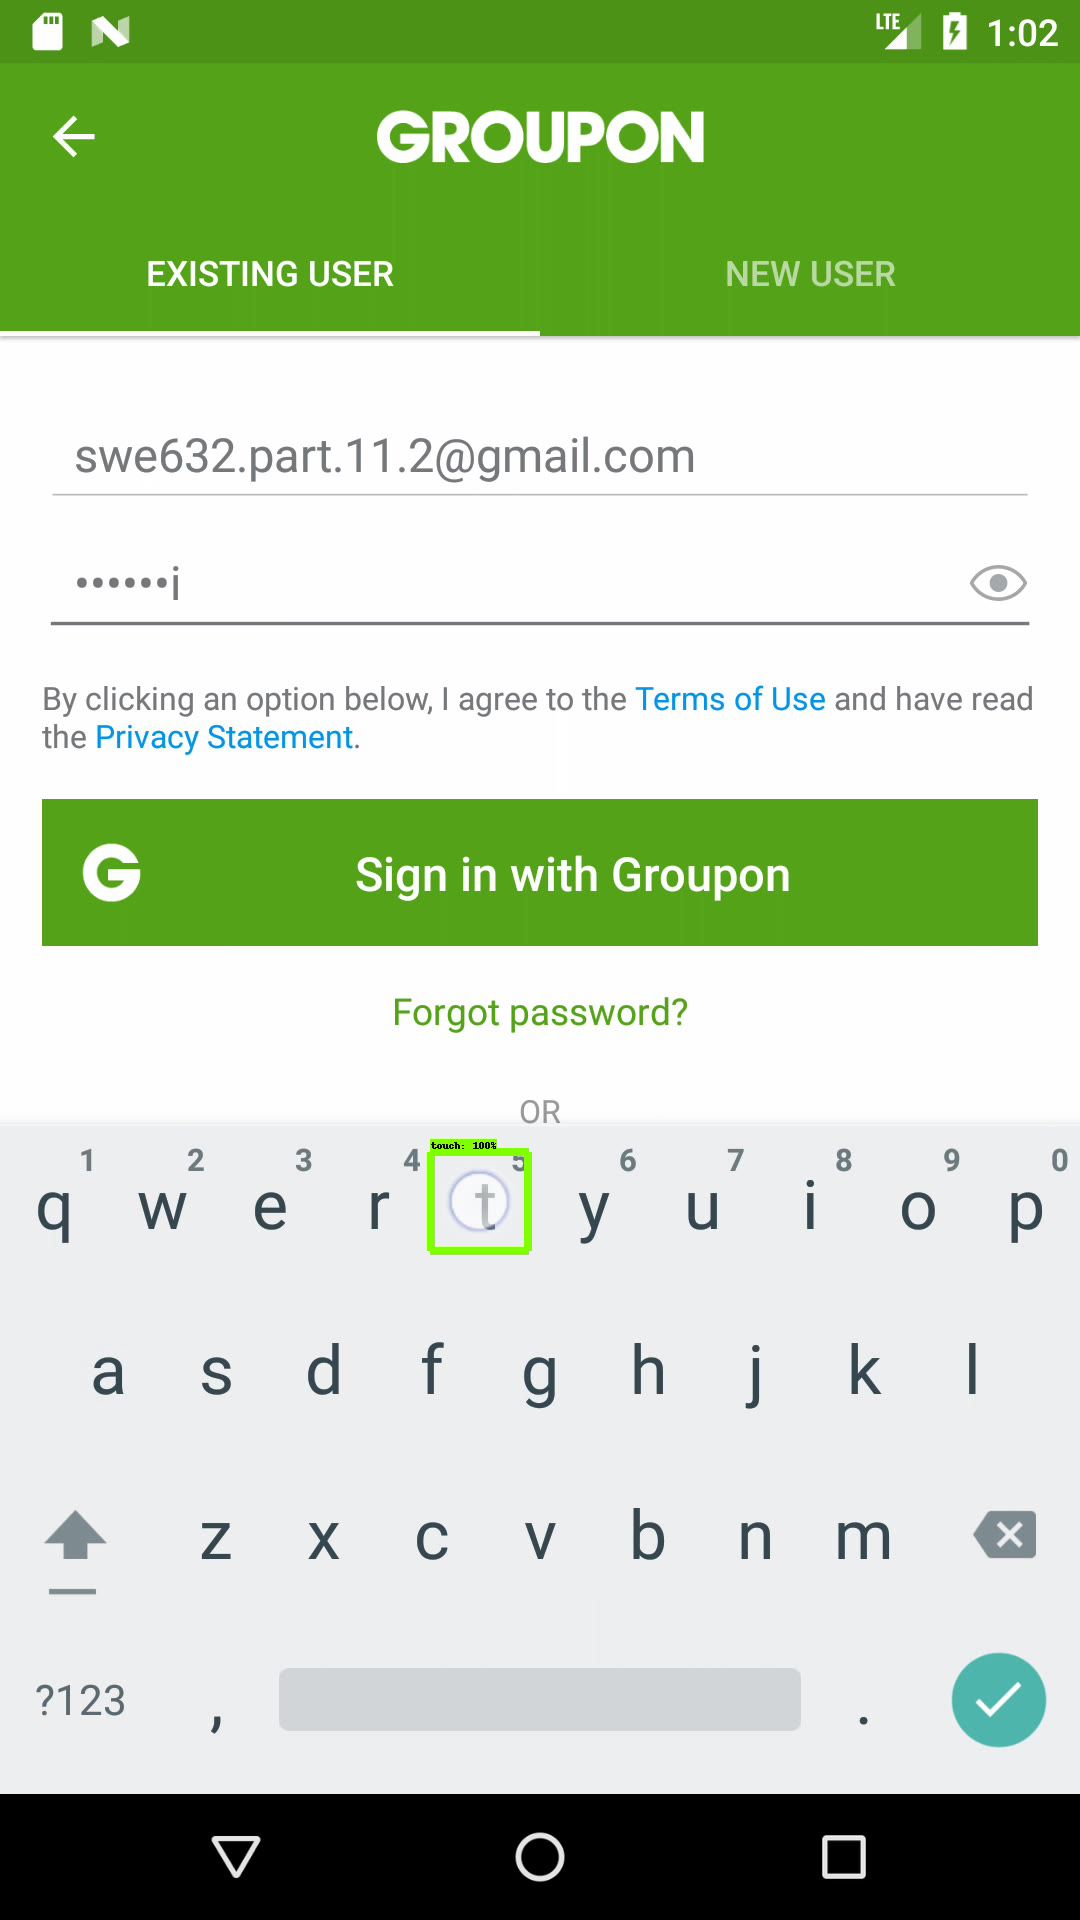 LTE 1:02
GROUPON
EXISTING USER NEW USER
swe632.part.11.2@gmail.com
••••••i
By clicking an option below, I agree to the Terms of Use and have read
the Privacy Statement.
G Sign in with Groupon
Forgot password?
OR
touch: 100%
1 2 3 4 5 6 7 8 9 0
q w e r t y u i o p
a s d f g h j k l
z x c v b n m
?123 , .